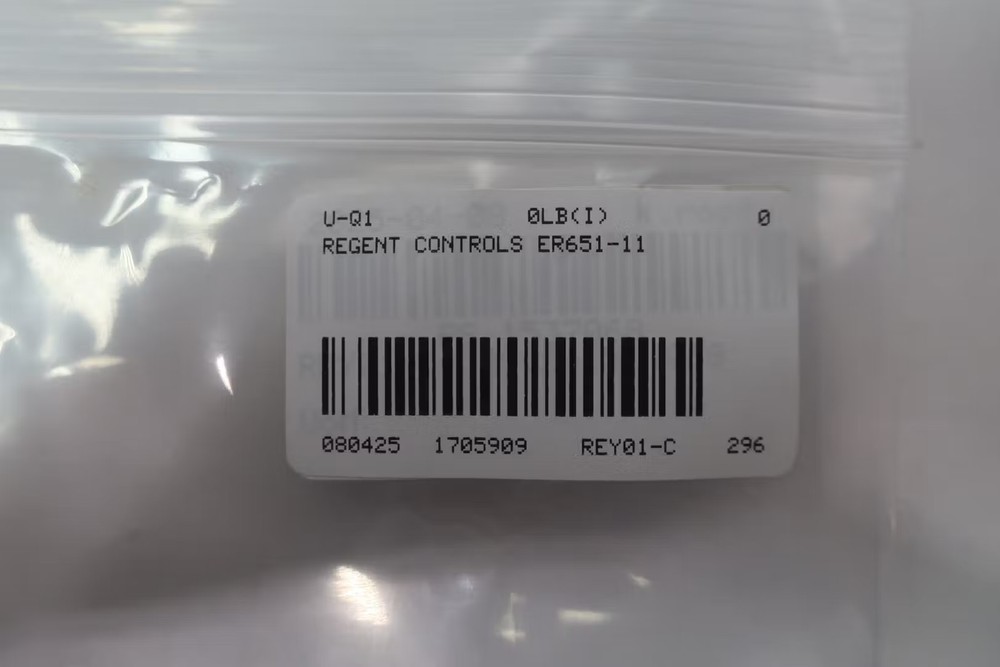 U-Q1 0LB(I) 0
REGENT CONTROLS ER651-11
080425 1705909 REY01-C 296